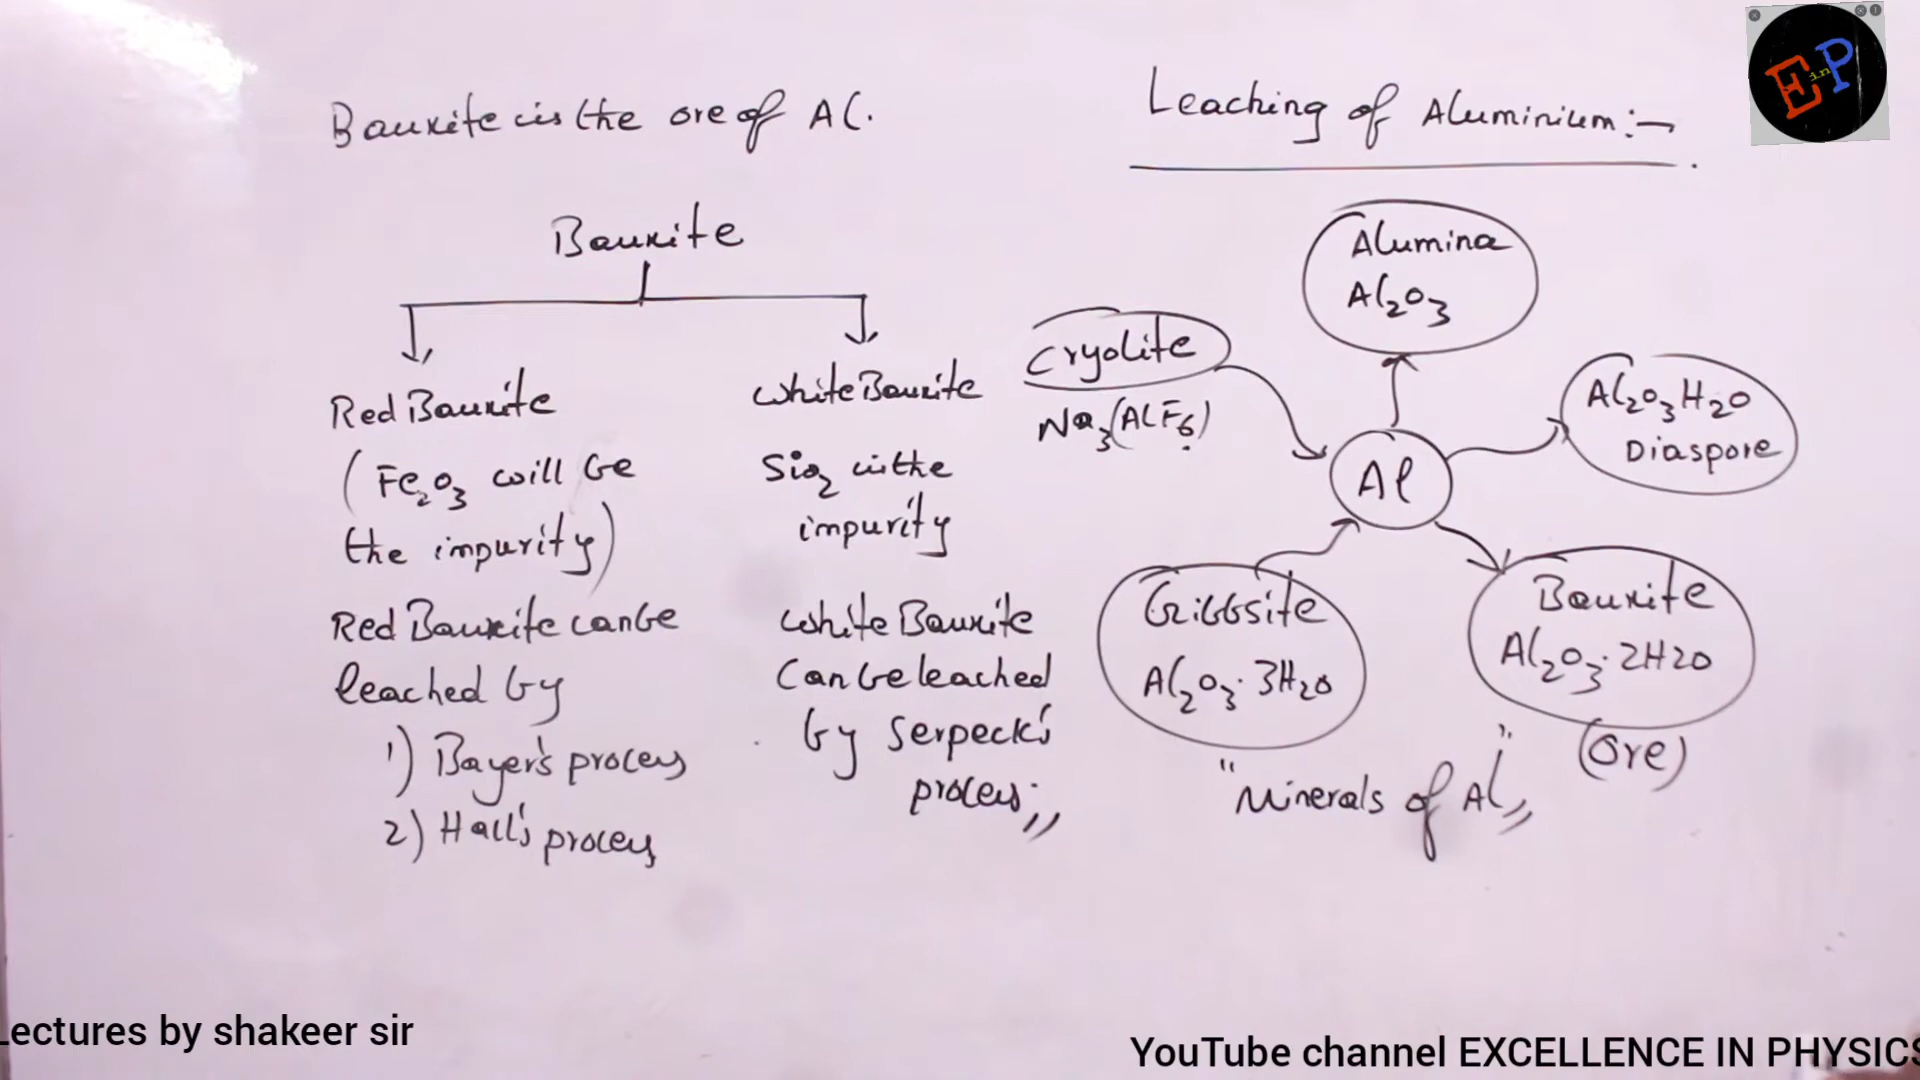 Bauxite is the ore of Al.
Bauxite
Red Bauxite
(Fe₂O₃ will be
the impurity)
Red Bauxite can be
leached by
1) Bayer's process
2) Hall's process
White Bauxite
SiO₂ is the
impurity
White Bauxite
Can be leached
by Serpeck's
process,,
Leaching of Aluminium:-
Alumina
Al₂O₃
Cryolite
Na₃(AlF₆)
Al₂O₃H₂O
Diaspore
Al
Gibbsite
Al₂O₃·3H₂O
Bauxite
Al₂O₃·2H2O
(Ore)
"Minerals of Al",,
E in P
Lectures by shakeer sir
YouTube channel EXCELLENCE IN PHYSICS